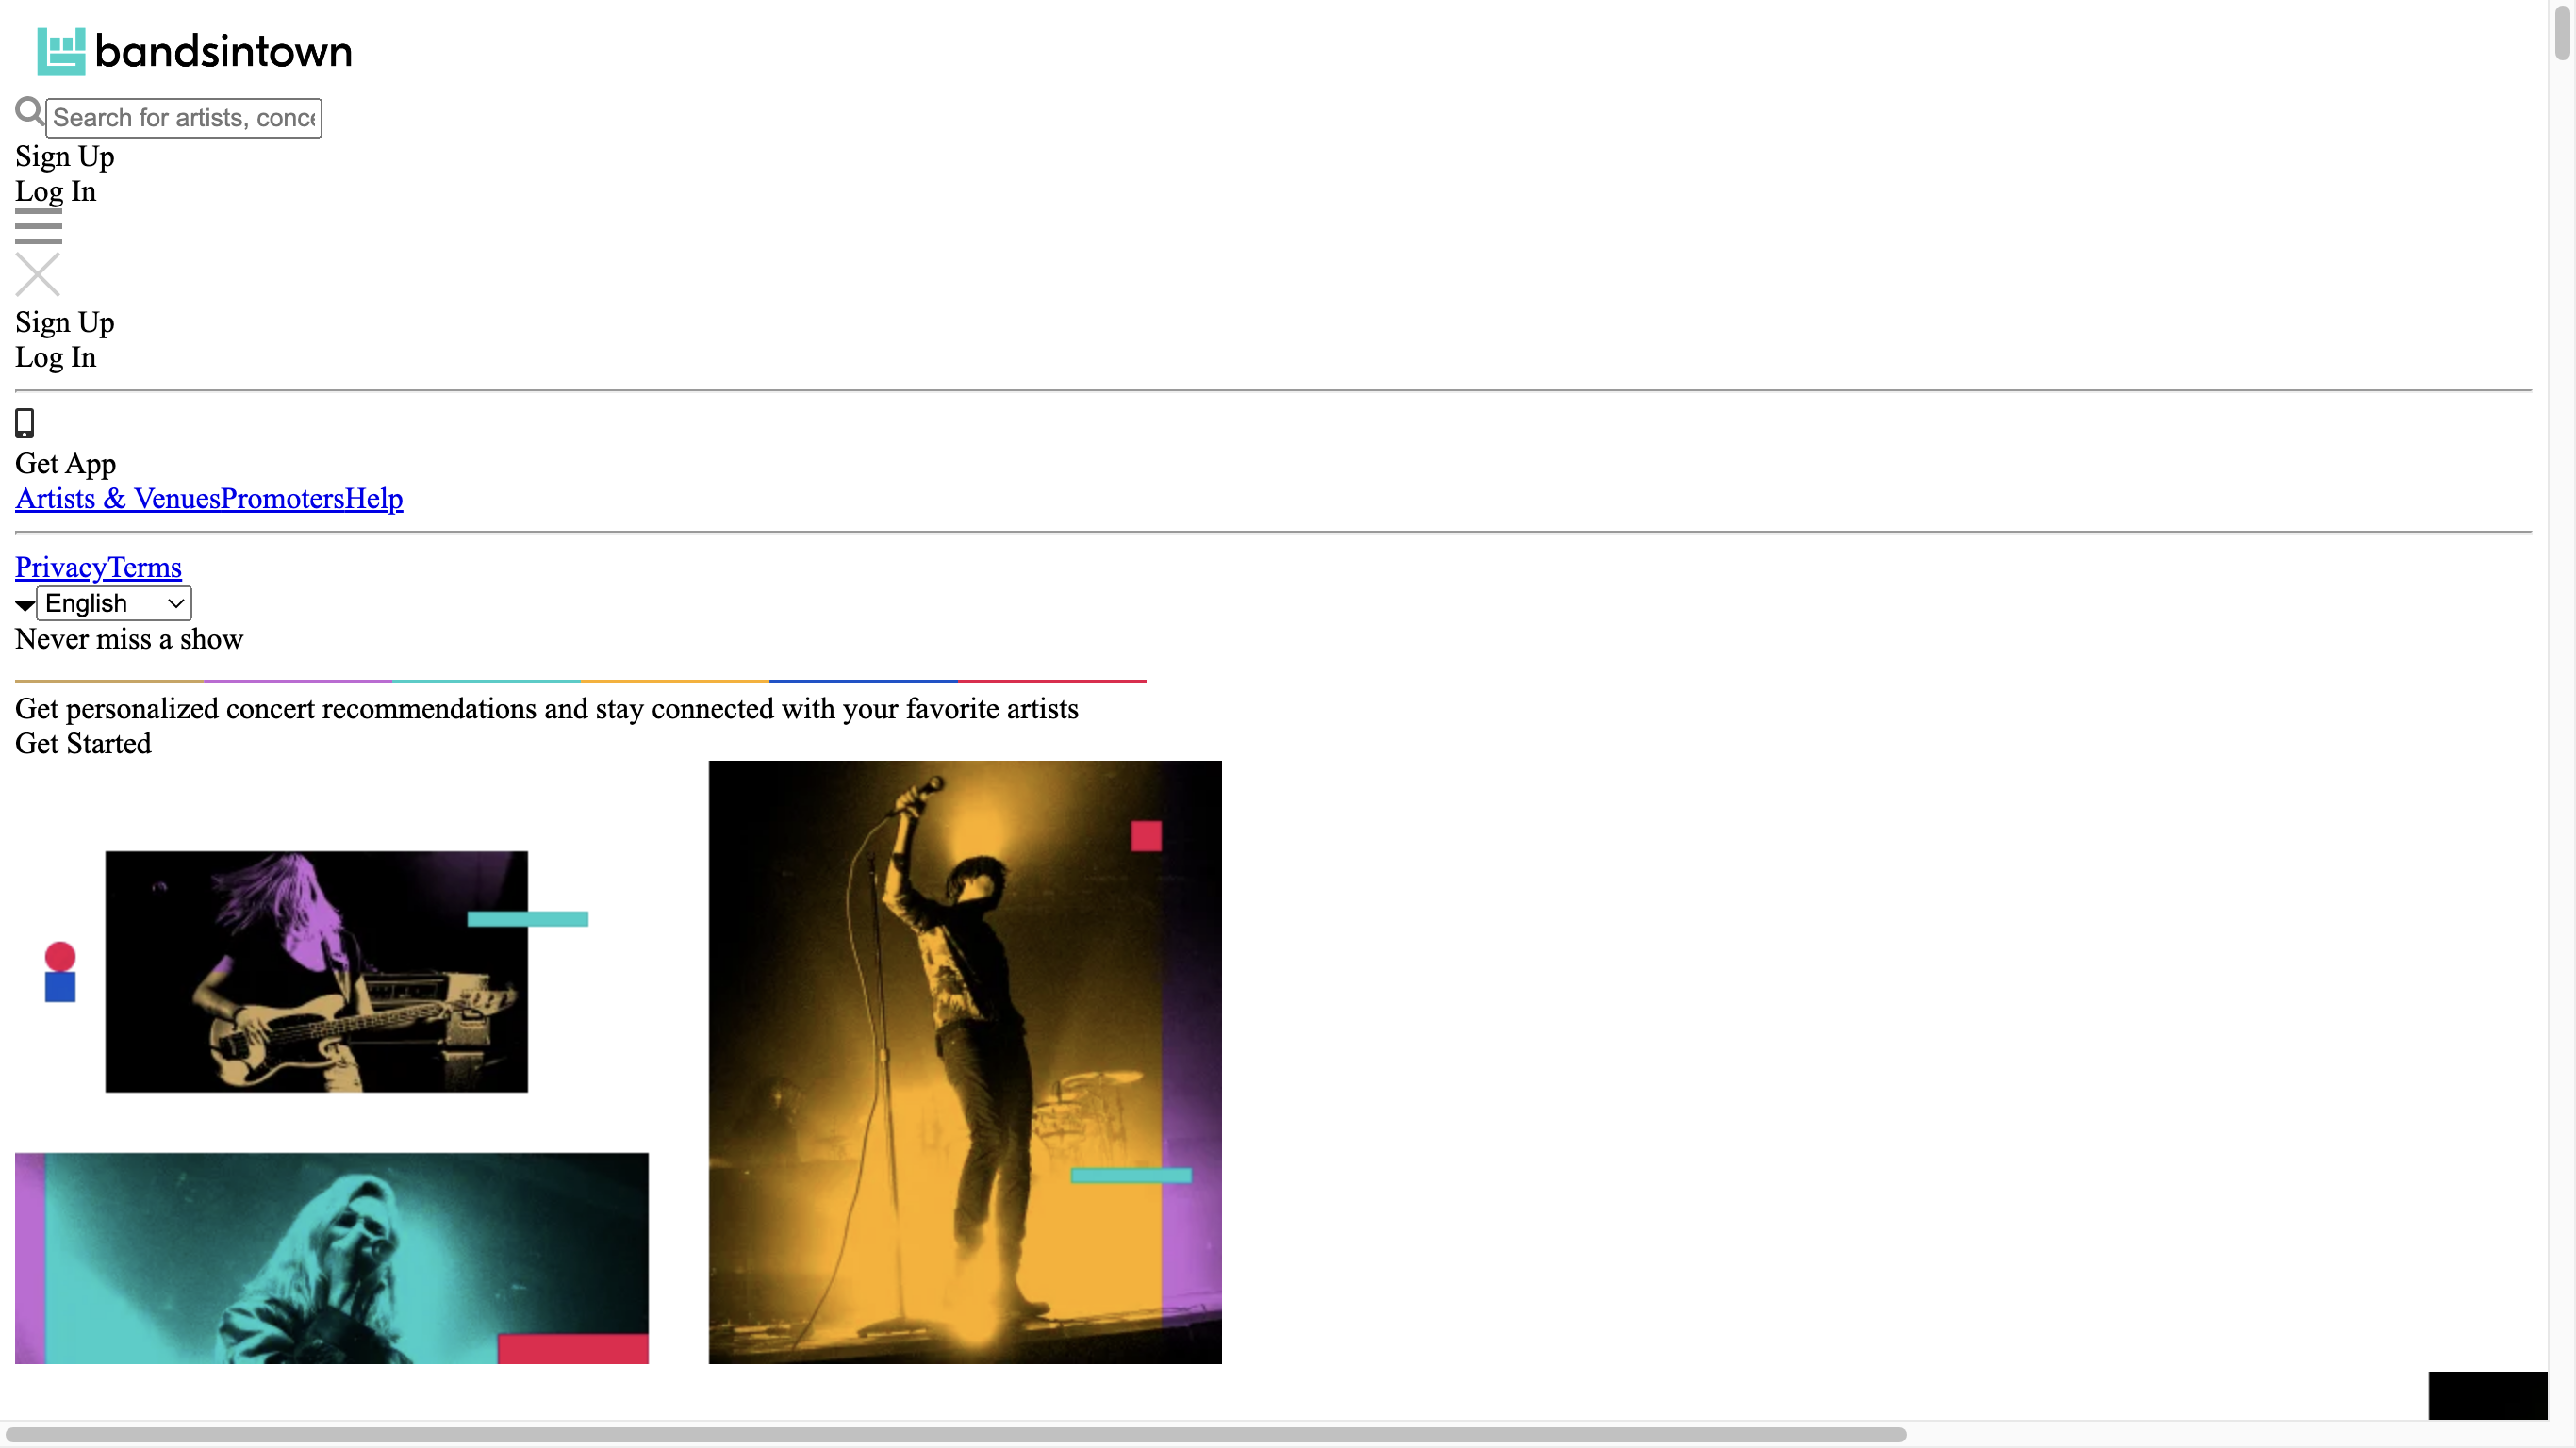 bandsintown
Search for artists, conce
Sign Up
Log In
Sign Up
Log In
Get App
Artists & VenuesPromotersHelp
PrivacyTerms
English
Never miss a show
Get personalized concert recommendations and stay connected with your favorite artists
Get Started